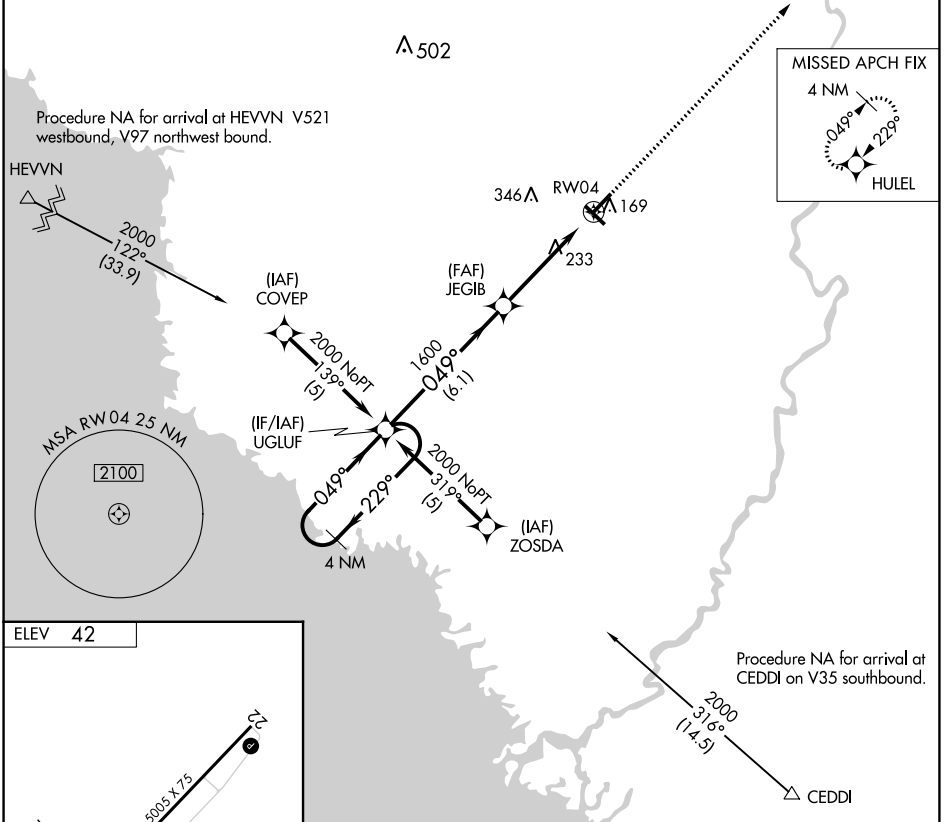 502
MISSED APCH FIX
4 NM
049°
229°
HULEL
Procedure NA for arrival at HEVVN V521
westbound, V97 northwest bound.
HEVVN
2000
122°
(33.9)
346
RW04
169
233
(FAF)
JEGIB
(IAF)
COVEP
2000 NoPT
139°
(5)
1600
049°
(6.1)
(IF/IAF)
UGLUF
MSA RW04 25 NM
2100
049°
229°
4 NM
2000 NoPT
319°
(5)
(IAF)
ZOSDA
ELEV 42
22
P
5005 X 75
Procedure NA for arrival at
CEDDI on V35 southbound.
2000
316°
(14.5)
CEDDI